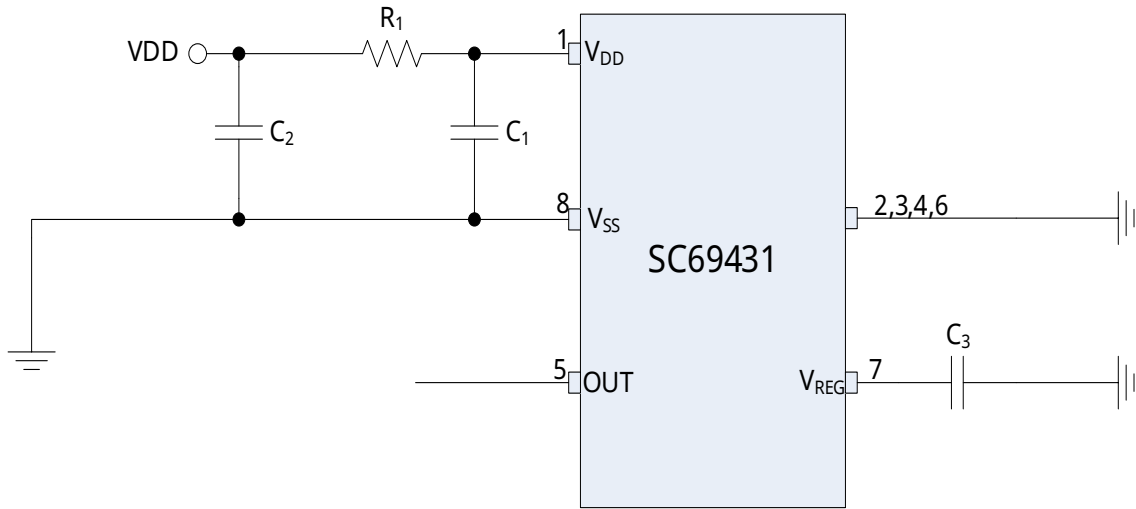 R1
VDD
1
VDD
C2
C1
8
VSS
2,3,4,6
SC69431
C3
5
OUT
VREG
7